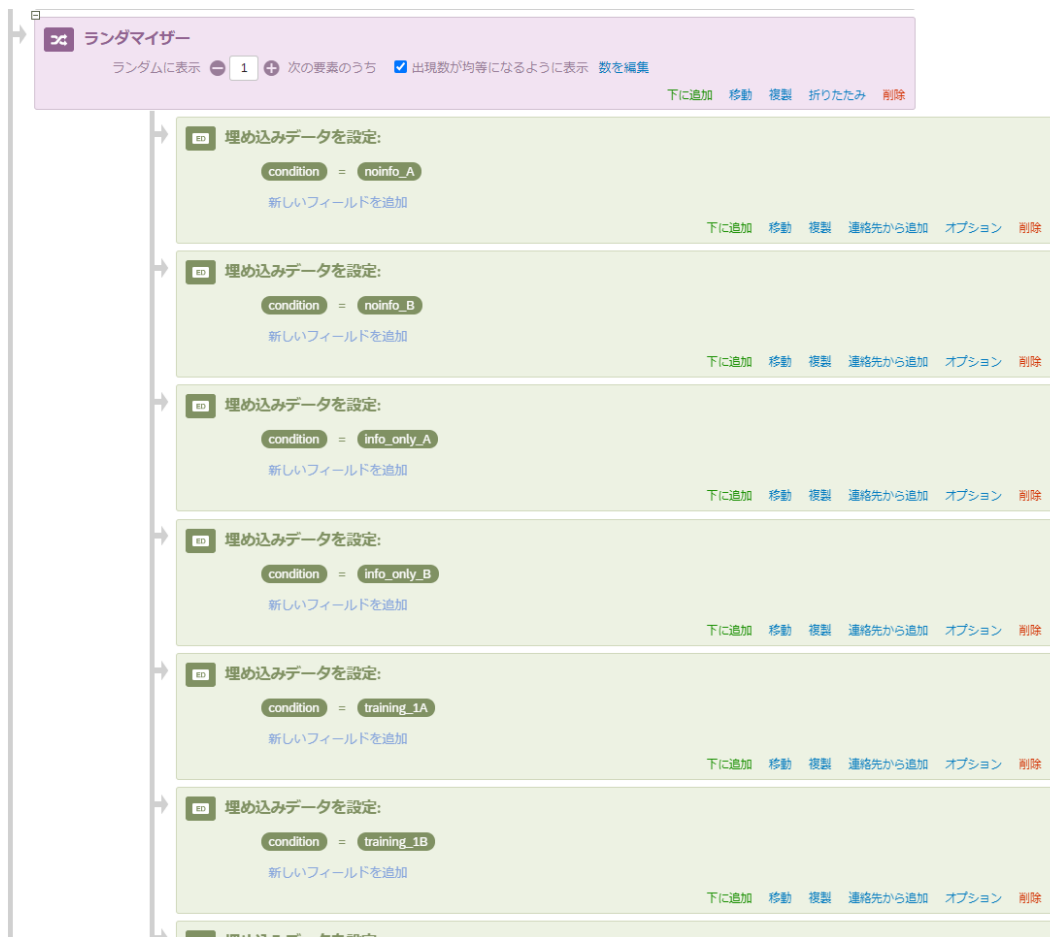 ランダマイザー
ランダムに表示 1 次の要素のうち 出現数が均等になるように表示 数を編集
下に追加 移動 複製 折りたたみ 削除
ED 埋め込みデータを設定:
condition = noinfo_A
新しいフィールドを追加
下に追加 移動 複製 連絡先から追加 オプション 削除
ED 埋め込みデータを設定:
condition = noinfo_B
新しいフィールドを追加
下に追加 移動 複製 連絡先から追加 オプション 削除
ED 埋め込みデータを設定:
condition = info_only_A
新しいフィールドを追加
下に追加 移動 複製 連絡先から追加 オプション 削除
ED 埋め込みデータを設定:
condition = info_only_B
新しいフィールドを追加
下に追加 移動 複製 連絡先から追加 オプション 削除
ED 埋め込みデータを設定:
condition = training_1A
新しいフィールドを追加
下に追加 移動 複製 連絡先から追加 オプション 削除
ED 埋め込みデータを設定:
condition = training_1B
新しいフィールドを追加
下に追加 移動 複製 連絡先から追加 オプション 削除